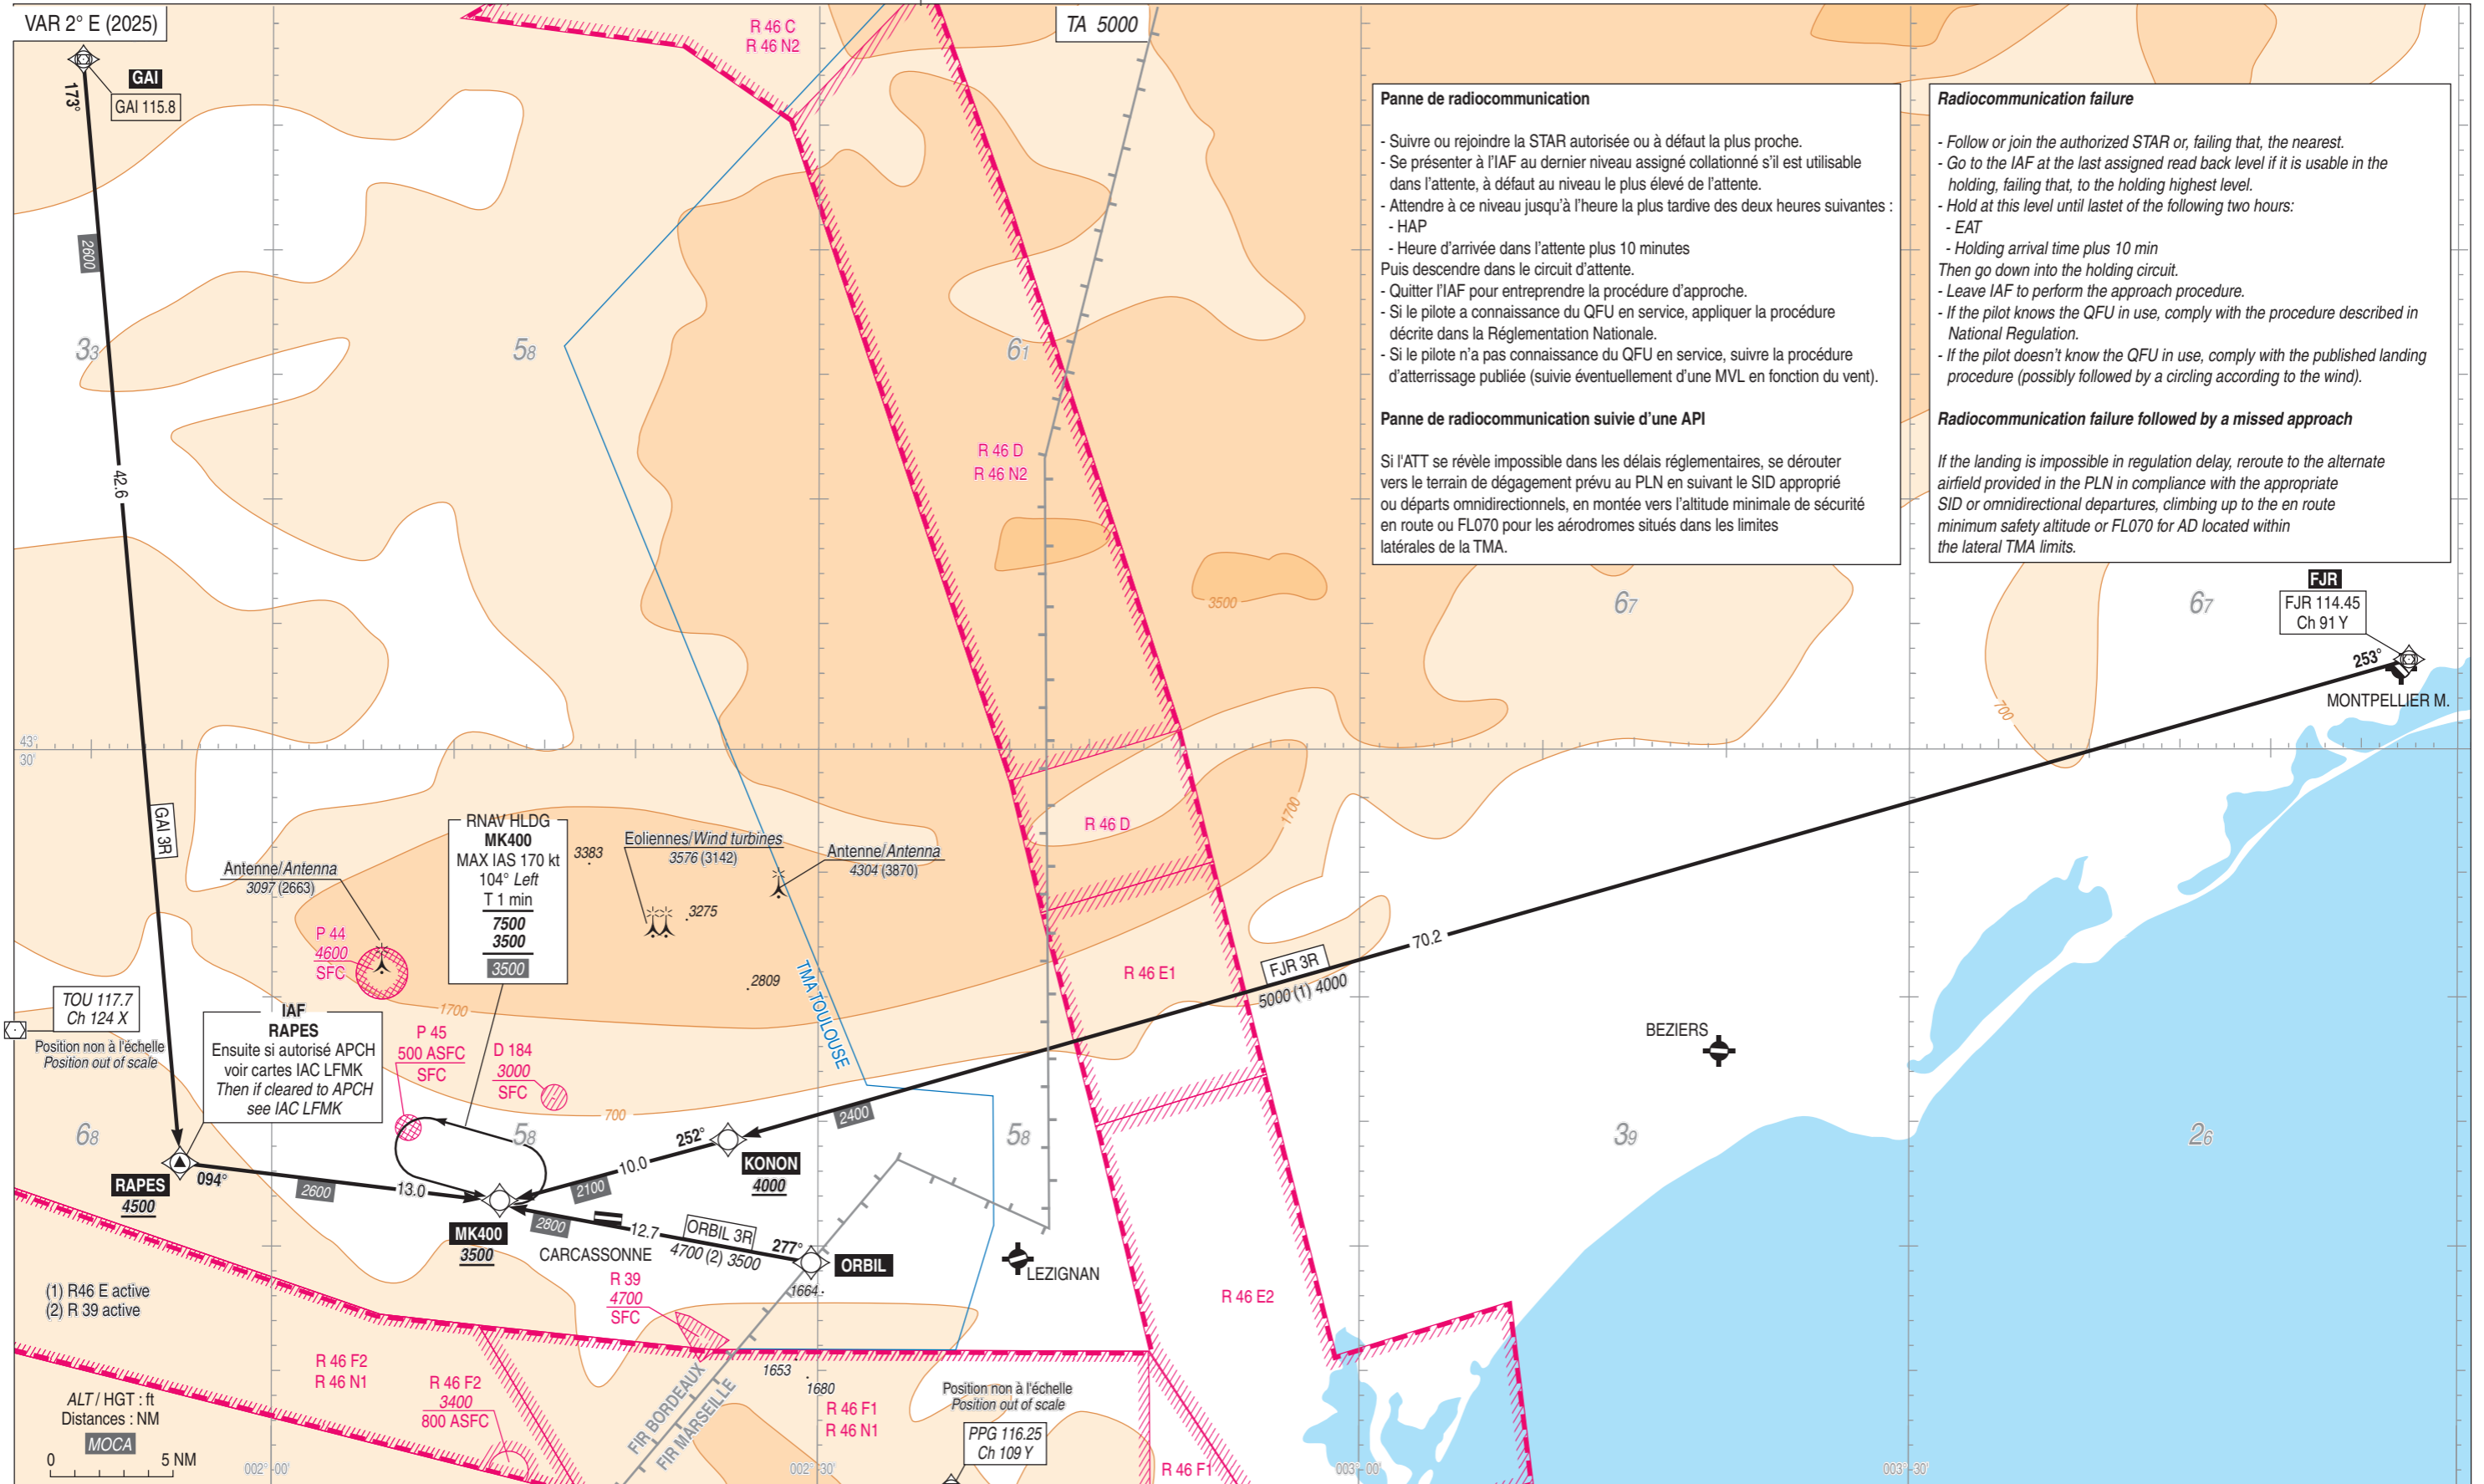 VAR 2° E (2025)
TA 5000
R 46 C
R 46 N2
GAI
GAI 115.8
173°
2600
42.6
33
58
61
R 46 D
R 46 N2
Panne de radiocommunication
- Suivre ou rejoindre la STAR autorisée ou à défaut la plus proche.
- Se présenter à l'IAF au dernier niveau assigné collationné s'il est utilisable
dans l'attente, à défaut au niveau le plus élevé de l'attente.
- Attendre à ce niveau jusqu'à l'heure la plus tardive des deux heures suivantes :
- HAP
- Heure d'arrivée dans l'attente plus 10 minutes
Puis descendre dans le circuit d'attente.
- Quitter l'IAF pour entreprendre la procédure d'approche.
- Si le pilote a connaissance du QFU en service, appliquer la procédure
décrite dans la Réglementation Nationale.
- Si le pilote n'a pas connaissance du QFU en service, suivre la procédure
d'atterrissage publiée (suivie éventuellement d'une MVL en fonction du vent).
Panne de radiocommunication suivie d'une API
Si l'ATT se révèle impossible dans les délais réglementaires, se dérouter
vers le terrain de dégagement prévu au PLN en suivant le SID approprié
ou départs omnidirectionnels, en montée vers l'altitude minimale de sécurité
en route ou FL070 pour les aérodromes situés dans les limites
latérales de la TMA.
Radiocommunication failure
- Follow or join the authorized STAR or, failing that, the nearest.
- Go to the IAF at the last assigned read back level if it is usable in the
holding, failing that, to the holding highest level.
- Hold at this level until lastet of the following two hours:
- EAT
- Holding arrival time plus 10 min
Then go down into the holding circuit.
- Leave IAF to perform the approach procedure.
- If the pilot knows the QFU in use, comply with the procedure described in
National Regulation.
- If the pilot doesn't know the QFU in use, comply with the published landing
procedure (possibly followed by a circling according to the wind).
Radiocommunication failure followed by a missed approach
If the landing is impossible in regulation delay, reroute to the alternate
airfield provided in the PLN in compliance with the appropriate
SID or omnidirectional departures, climbing up to the en route
minimum safety altitude or FL070 for AD located within
the lateral TMA limits.
3500
67
67
FJR
FJR 114.45
Ch 91 Y
253°
MONTPELLIER M.
700
43°
30'
GAI 3R
RNAV HLDG
MK400
MAX IAS 170 kt
104° Left
T 1 min
7500
3500
3500
3383
Eoliennes/Wind turbines
3576 (3142)
Antenne/Antenna
4304 (3870)
R 46 D
1700
Antenne/Antenna
3097 (2663)
3275
P 44
4600
SFC
2809
TMA TOULOUSE
R 46 E1
FJR 3R
5000 (1) 4000
70.2
TOU 117.7
Ch 124 X
Position non à l'échelle
Position out of scale
1700
IAF
RAPES
Ensuite si autorisé APCH
voir cartes IAC LFMK
Then if cleared to APCH
see IAC LFMK
P 45
500 ASFC
SFC
D 184
3000
SFC
BEZIERS
700
2400
68
58
58
39
26
252°
KONON
4000
10.0
RAPES
4500
094°
2600
13.0
2100
MK400
3500
2800
12.7
ORBIL 3R
4700 (2) 3500
277°
ORBIL
CARCASSONNE
LEZIGNAN
R 39
4700
SFC
1664
(1) R46 E active
(2) R 39 active
R 46 E2
R 46 F2
R 46 N1
R 46 F2
3400
800 ASFC
1653
1680
FIR BORDEAUX
FIR MARSEILLE
R 46 F1
R 46 N1
Position non à l'échelle
Position out of scale
PPG 116.25
Ch 109 Y
R 46 F1
ALT / HGT : ft
Distances : NM
MOCA
0 5 NM
002° 00'
002° 30'
003° 00'
003° 30'